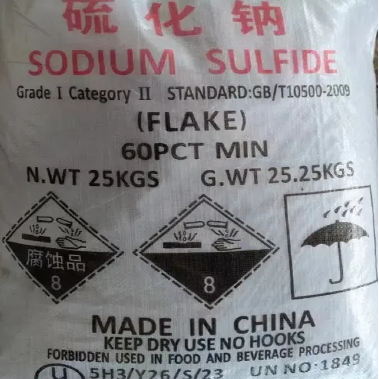 硫化钠
SODIUM SULFIDE
Grade I Category II STANDARD:GB/T10500-2009
(FLAKE)
60PCT MIN
N.WT 25KGS G.WT 25.25KGS
腐蚀品
8
8
MADE IN CHINA
KEEP DRY USE NO HOOKS
FORBIDDEN USED IN FOOD AND BEVERAGE PROCESSING
U 5H3/Y26/S/23 UN NO·1849